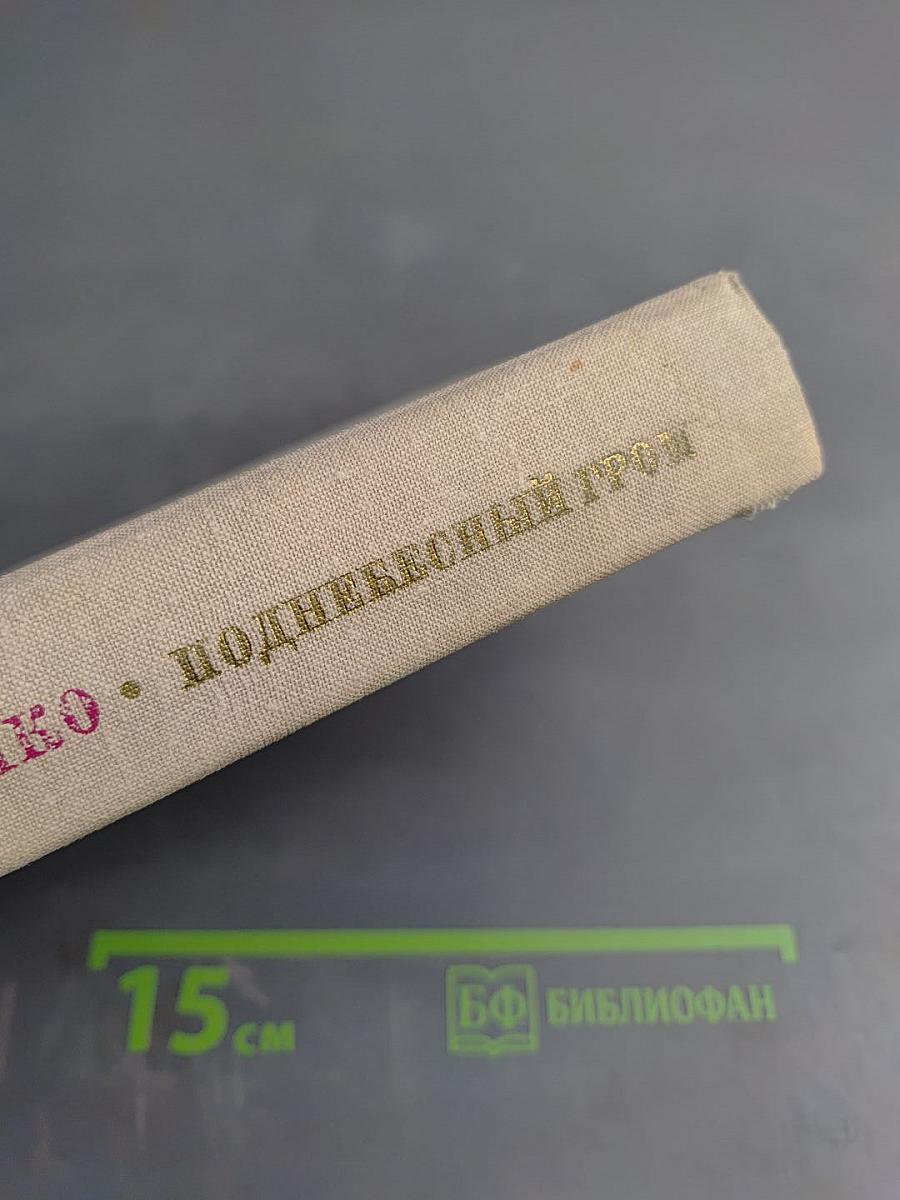 КО • ПОДНЕБЕСНЫЙ ГРОМ
15 см
БФ БИБЛИОФАН